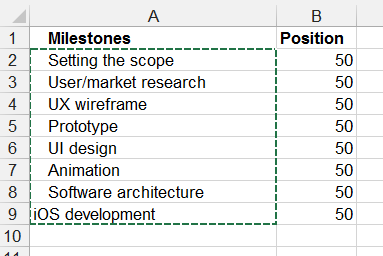 A B
1 Milestones Position
2 Setting the scope 50
3 User/market research 50
4 UX wireframe 50
5 Prototype 50
6 UI design 50
7 Animation 50
8 Software architecture 50
9 iOS development 50
10
11